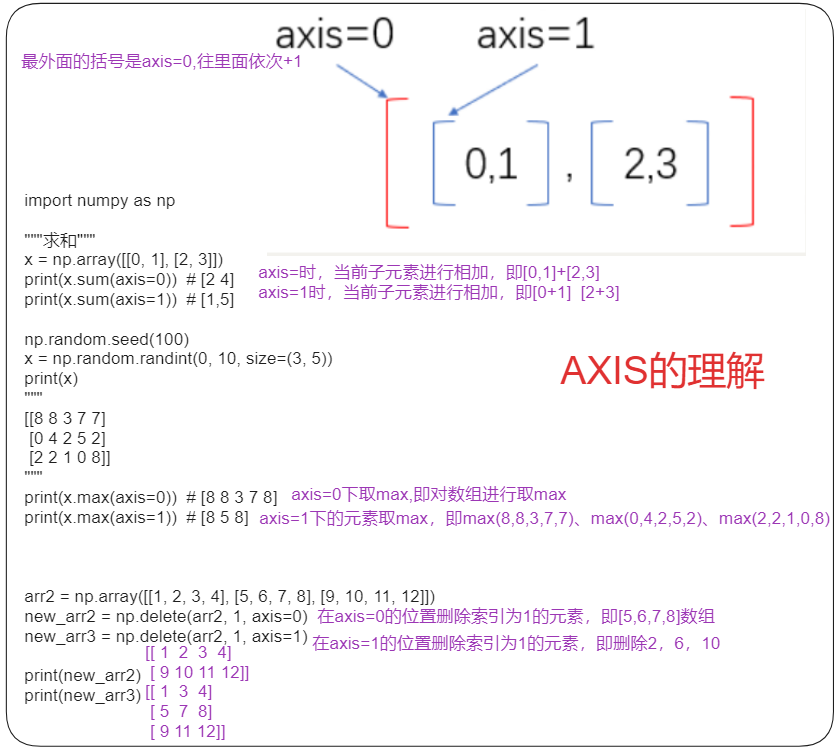 axis=0 axis=1
最外面的括号是axis=0,往里面依次+1
[ [ 0,1 ] , [ 2,3 ] ]
import numpy as np
"""求和"""
x = np.array([[0, 1], [2, 3]])
print(x.sum(axis=0)) # [2 4] axis=时，当前子元素进行相加，即[0,1]+[2,3]
print(x.sum(axis=1)) # [1,5] axis=1时，当前子元素进行相加，即[0+1] [2+3]
np.random.seed(100)
x = np.random.randint(0, 10, size=(3, 5))
print(x)
AXIS的理解
"""
[[8 8 3 7 7]
[0 4 2 5 2]
[2 2 1 0 8]]
"""
print(x.max(axis=0)) # [8 8 3 7 8] axis=0下取max,即对数组进行取max
print(x.max(axis=1)) # [8 5 8] axis=1下的元素取max，即max(8,8,3,7,7)、max(0,4,2,5,2)、max(2,2,1,0,8)
arr2 = np.array([[1, 2, 3, 4], [5, 6, 7, 8], [9, 10, 11, 12]])
new_arr2 = np.delete(arr2, 1, axis=0) 在axis=0的位置删除索引为1的元素，即[5,6,7,8]数组
new_arr3 = np.delete(arr2, 1, axis=1) 在axis=1的位置删除索引为1的元素，即删除2，6，10
[[ 1 2 3 4]
print(new_arr2) [ 9 10 11 12]]
print(new_arr3) [[ 1 3 4]
[ 5 7 8]
[ 9 11 12]]